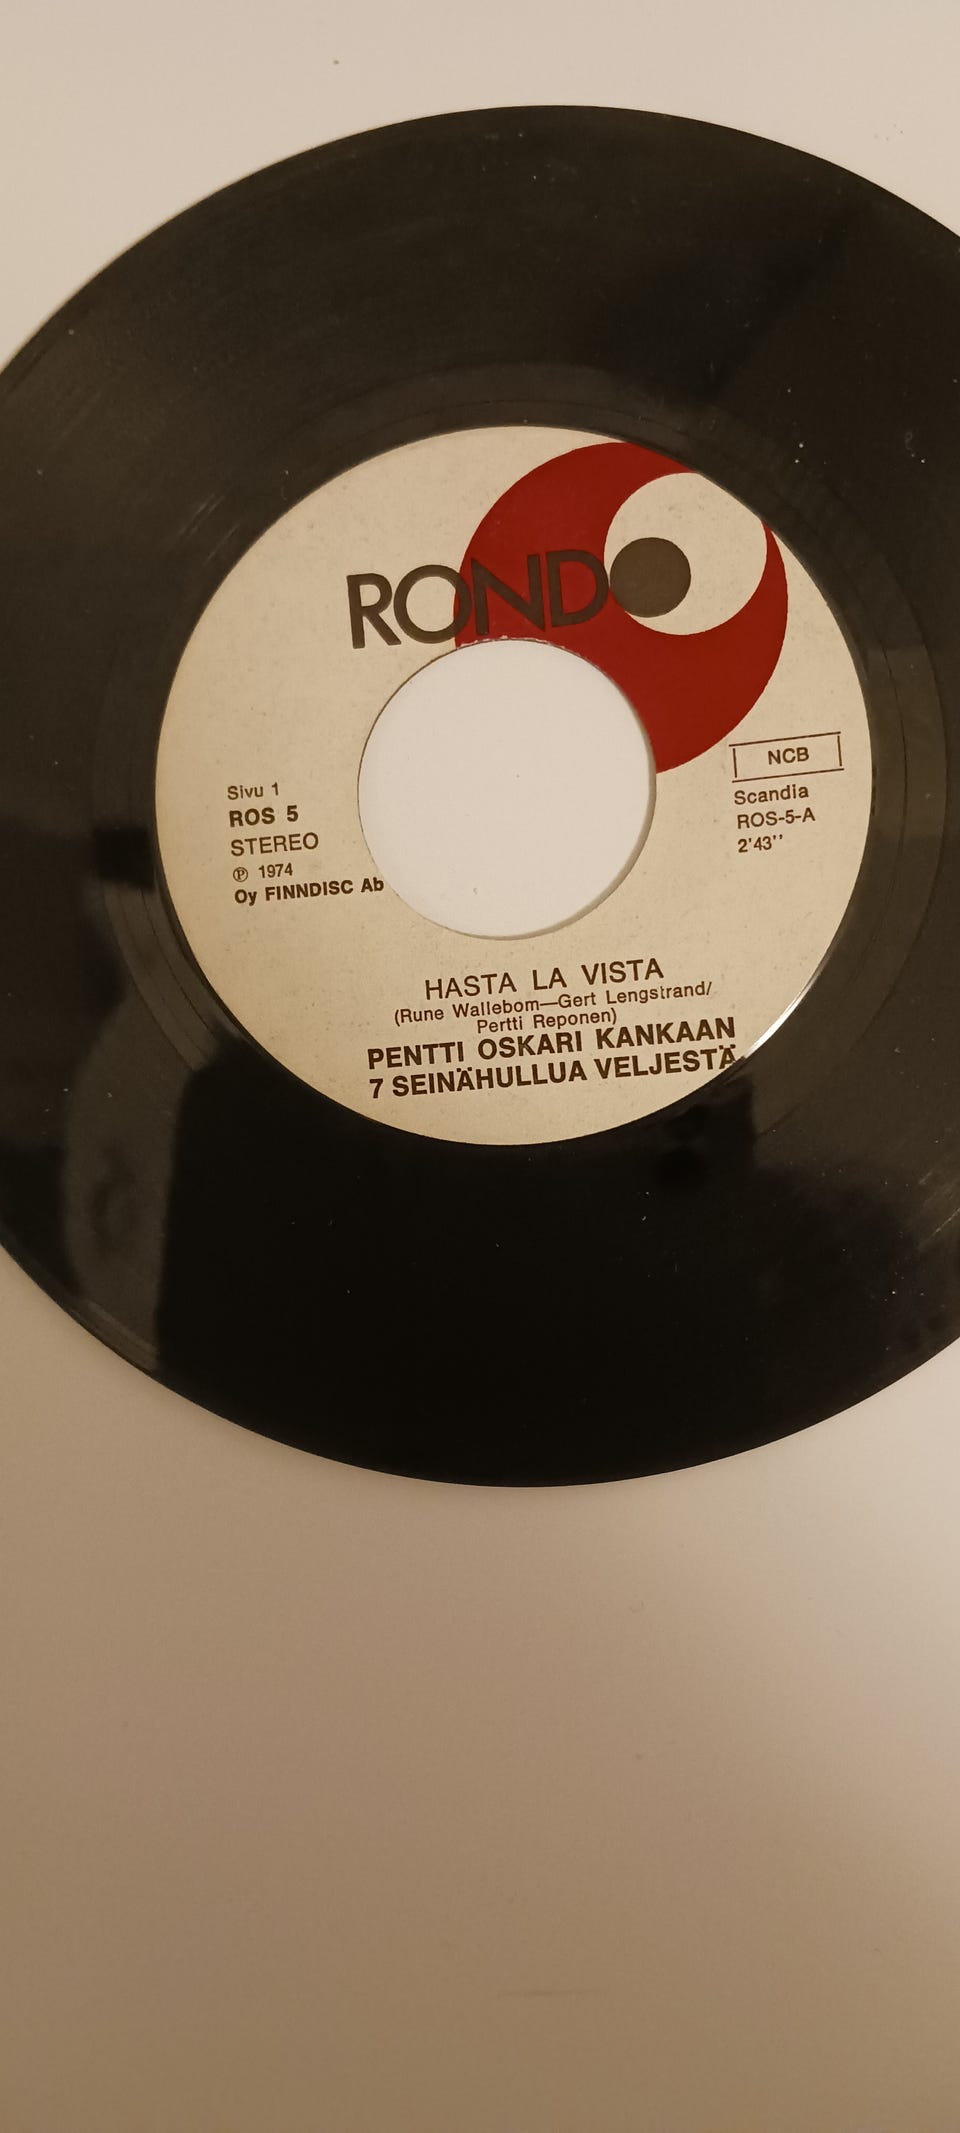 RONDO
Sivu 1
ROS 5
STEREO
℗ 1974
Oy FINNDISC Ab
NCB
Scandia
ROS-5-A
2'43''
HASTA LA VISTA
(Rune Wallebom—Gert Lengstrand/
Pertti Reponen)
PENTTI OSKARI KANKAAN
7 SEINÄHULLUA VELJESTÄ